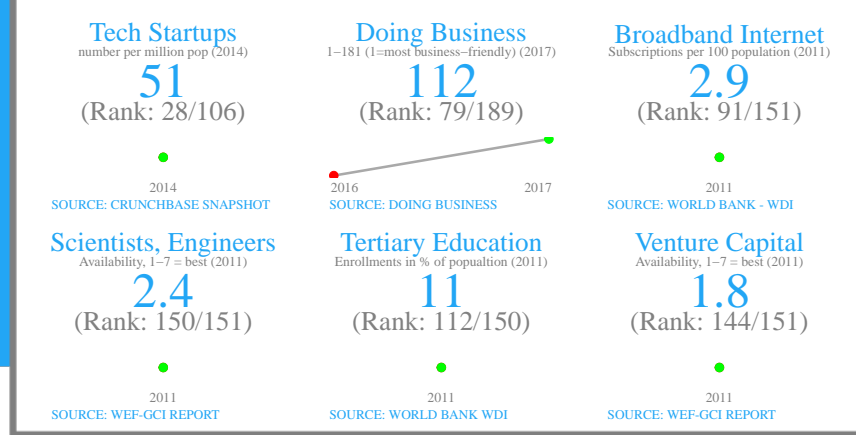 Tech Startups
number per million pop (2014)
51
(Rank: 28/106)
2014
SOURCE: CRUNCHBASE SNAPSHOT
Doing Business
1−181 (1=most business−friendly) (2017)
112
(Rank: 79/189)
2016 2017
SOURCE: DOING BUSINESS
Broadband Internet
Subscriptions per 100 population (2011)
2.9
(Rank: 91/151)
2011
SOURCE: WORLD BANK - WDI
Scientists, Engineers
Availability, 1−7 = best (2011)
2.4
(Rank: 150/151)
2011
SOURCE: WEF-GCI REPORT
Tertiary Education
Enrollments in % of popualtion (2011)
11
(Rank: 112/150)
2011
SOURCE: WORLD BANK WDI
Venture Capital
Availability, 1−7 = best (2011)
1.8
(Rank: 144/151)
2011
SOURCE: WEF-GCI REPORT